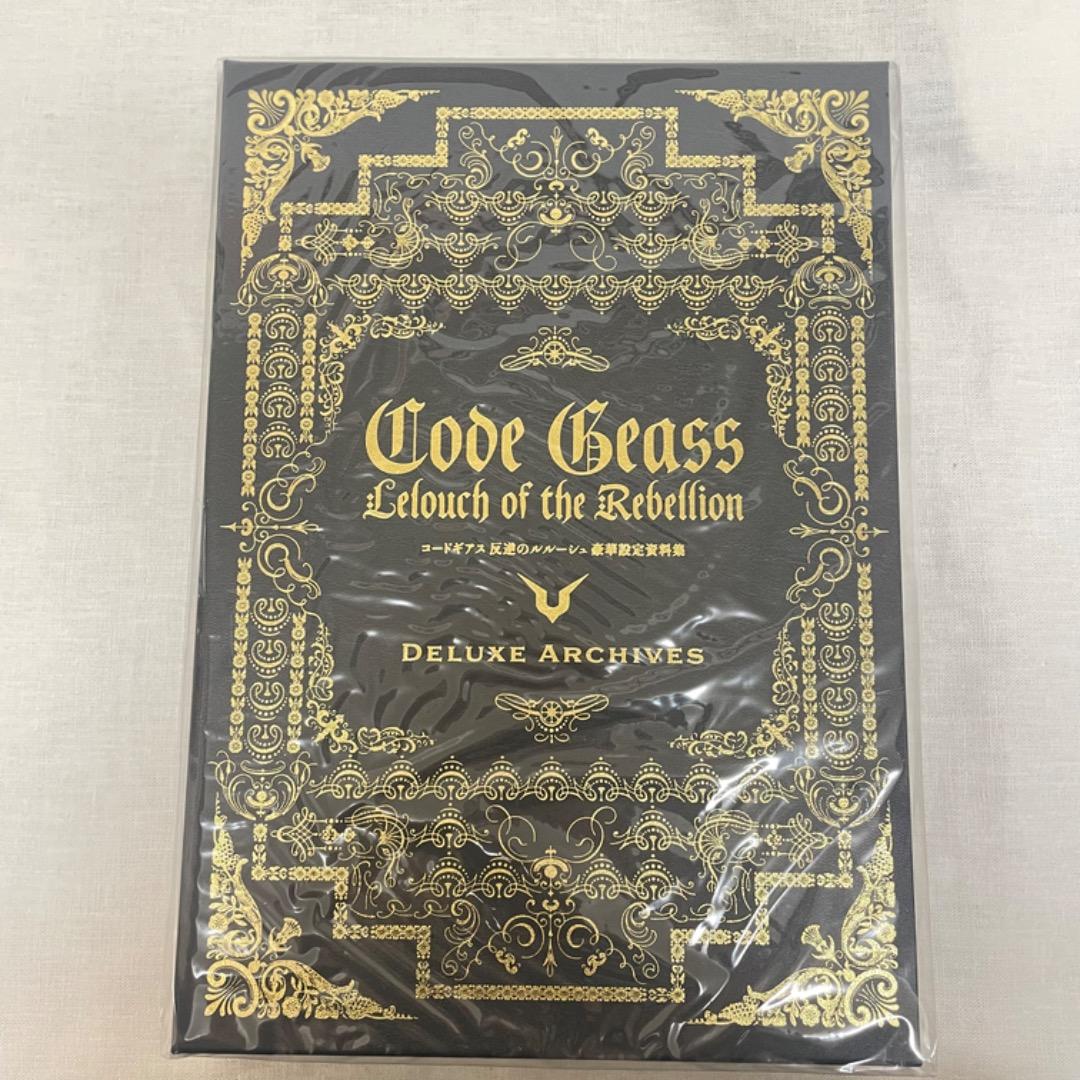 Code Geass
Lelouch of the Rebellion
コードギアス 反逆のルルーシュ 豪華設定資料集
DELUXE ARCHIVES